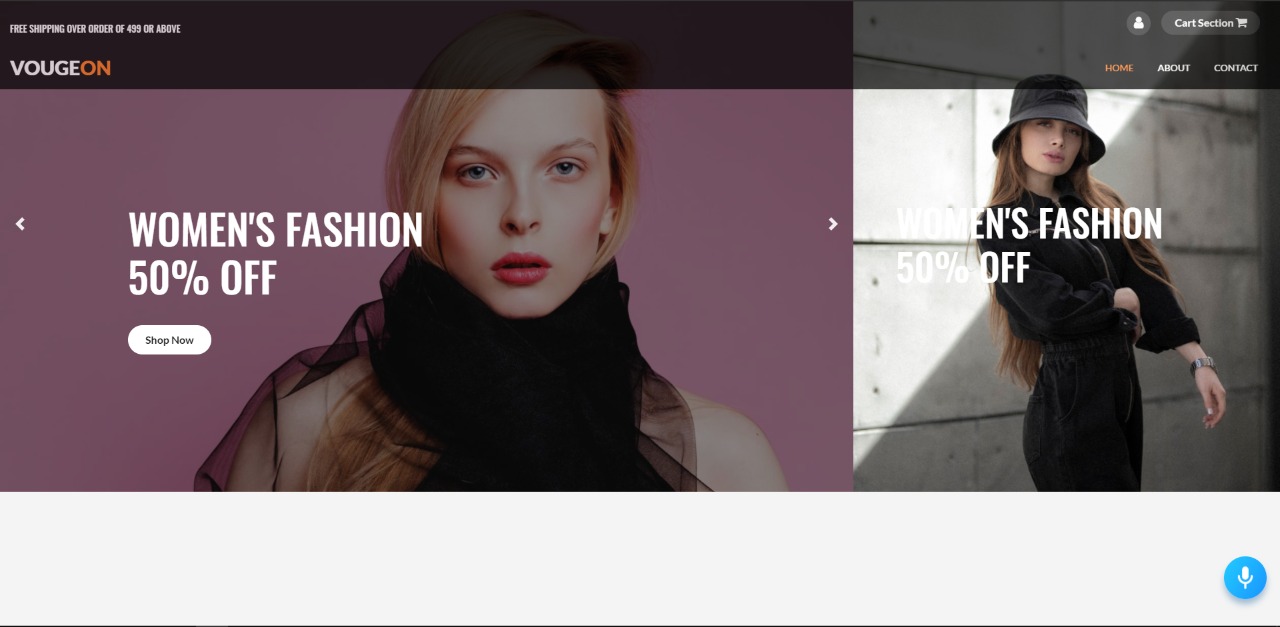 FREE SHIPPING OVER ORDER OF 499 OR ABOVE
Cart Section
VOUGEON
HOME ABOUT CONTACT
WOMEN'S FASHION
50% OFF
Shop Now
WOMEN'S FASHION
50% OFF